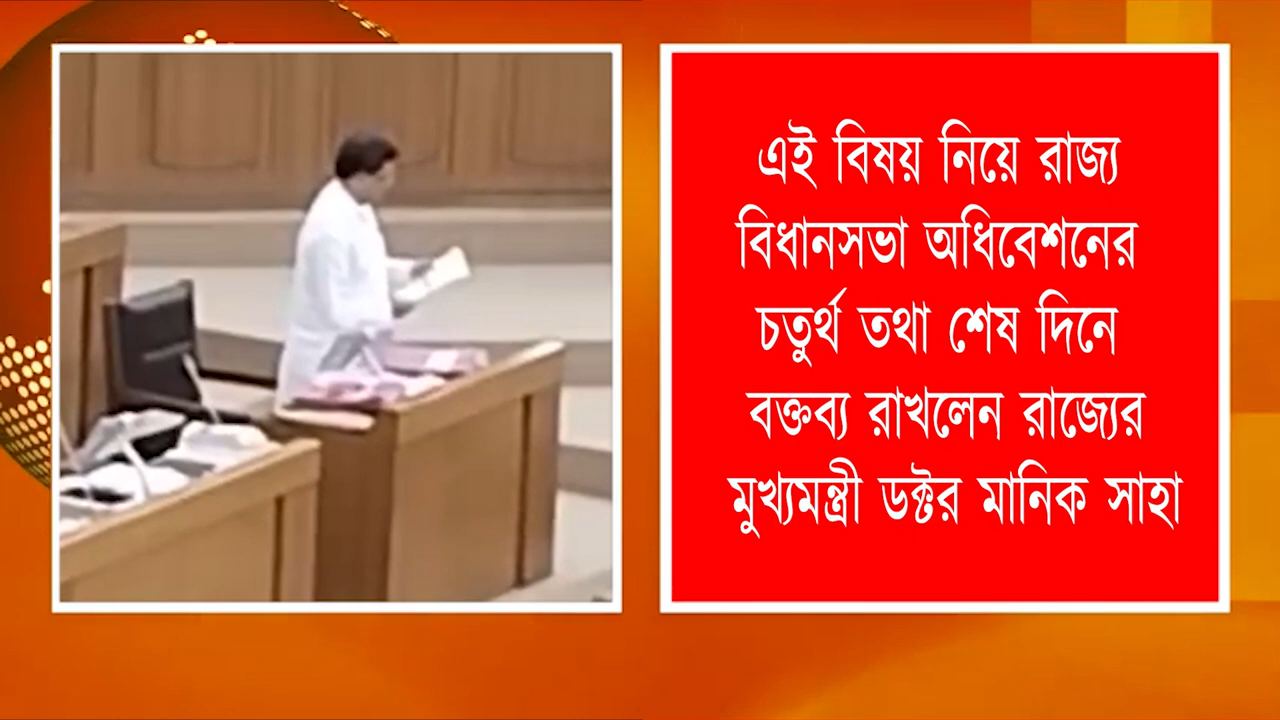 এই বিষয় নিয়ে রাজ্য
বিধানসভা অধিবেশনের
চতুর্থ তথা শেষ দিনে
বক্তব্য রাখলেন রাজ্যের
মুখ্যমন্ত্রী ডক্টর মানিক সাহা